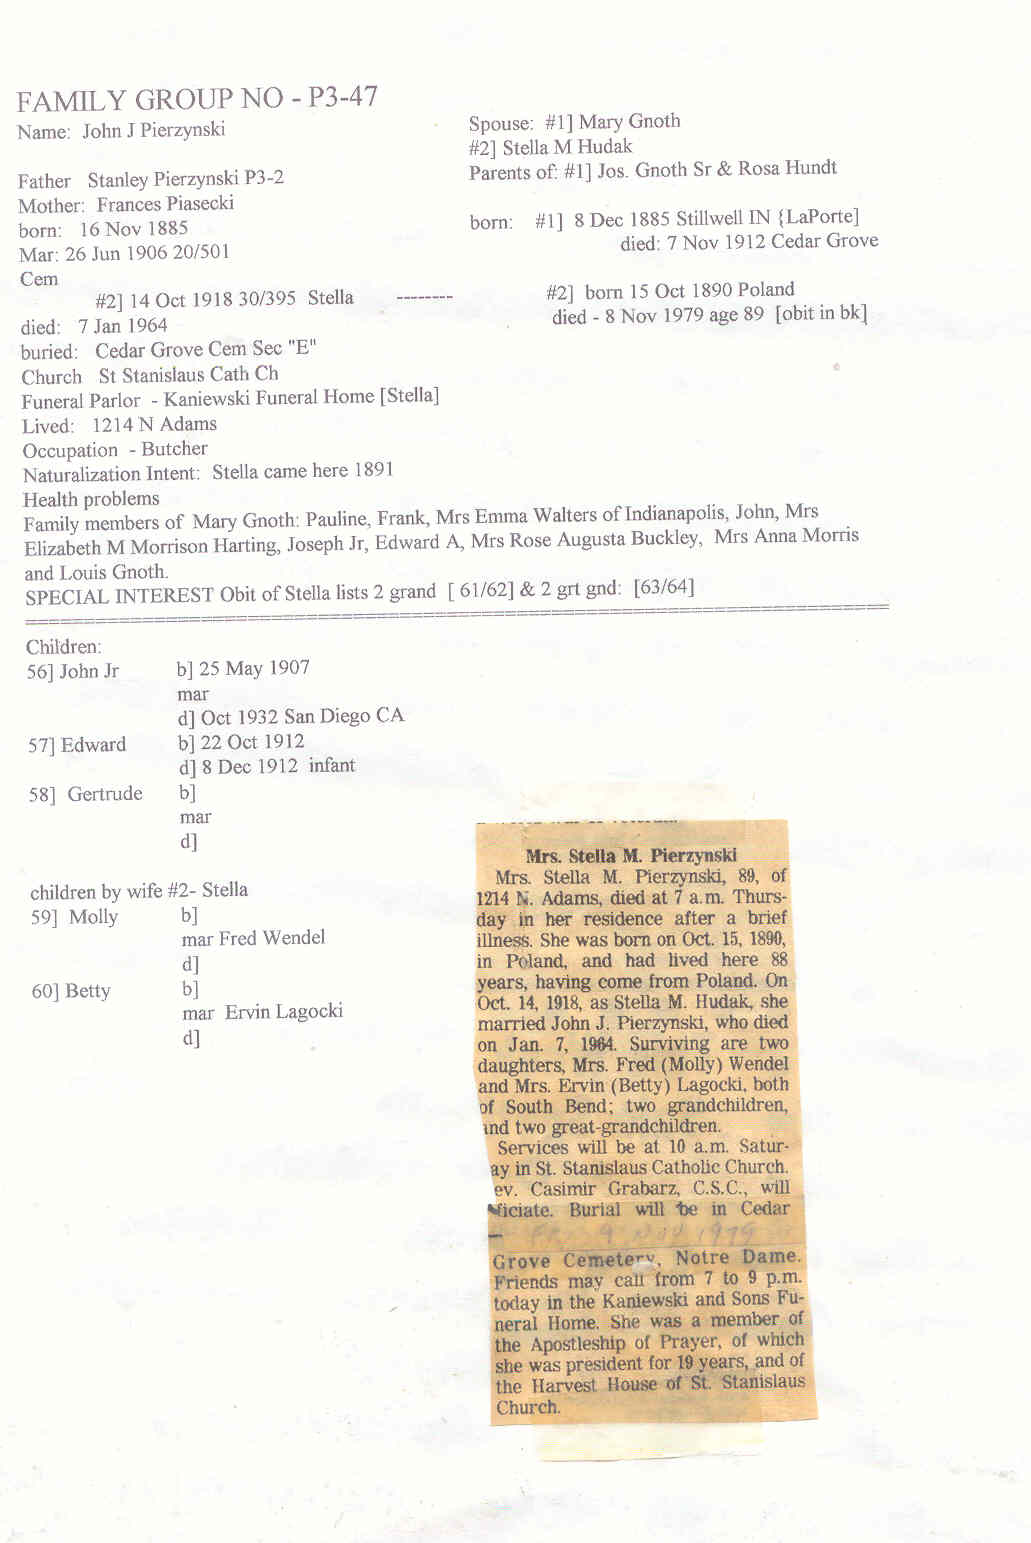 FAMILY GROUP NO - P3-47
Name: John J Pierzynski
Spouse: #1] Mary Gnoth
#2] Stella M Hudak
Parents of: #1] Jos. Gnoth Sr & Rosa Hundt
Father Stanley Pierzynski P3-2
Mother: Frances Piasecki
born: 16 Nov 1885
born: #1] 8 Dec 1885 Stillwell IN {LaPorte]
died: 7 Nov 1912 Cedar Grove
Mar: 26 Jun 1906 20/501
Cem
#2] 14 Oct 1918 30/395 Stella --------
#2] born 15 Oct 1890 Poland
died - 8 Nov 1979 age 89 [obit in bk]
died: 7 Jan 1964
buried: Cedar Grove Cem Sec "E"
Church St Stanislaus Cath Ch
Funeral Parlor - Kaniewski Funeral Home [Stella]
Lived: 1214 N Adams
Occupation - Butcher
Naturalization Intent: Stella came here 1891
Health problems
Family members of Mary Gnoth: Pauline, Frank, Mrs Emma Walters of Indianapolis, John, Mrs
Elizabeth M Morrison Harting, Joseph Jr, Edward A, Mrs Rose Augusta Buckley, Mrs Anna Morris
and Louis Gnoth.
SPECIAL INTEREST Obit of Stella lists 2 grand [ 61/62] & 2 grt gnd: [63/64]
Children:
56] John Jr b] 25 May 1907
mar
d] Oct 1932 San Diego CA
57] Edward b] 22 Oct 1912
d] 8 Dec 1912 infant
58] Gertrude b]
mar
d]
children by wife #2- Stella
59] Molly b]
mar Fred Wendel
d]
60] Betty b]
mar Ervin Lagocki
d]
Mrs. Stella M. Pierzynski
Mrs. Stella M. Pierzynski, 89, of
1214 N. Adams, died at 7 a.m. Thurs-
day in her residence after a brief
illness. She was born on Oct. 15, 1890,
in Poland, and had lived here 88
years, having come from Poland. On
Oct. 14, 1918, as Stella M. Hudak, she
married John J. Pierzynski, who died
on Jan. 7, 1964. Surviving are two
daughters, Mrs. Fred (Molly) Wendel
and Mrs. Ervin (Betty) Lagocki, both
of South Bend; two grandchildren,
and two great-grandchildren.
Services will be at 10 a.m. Satur-
ay in St. Stanislaus Catholic Church.
ev. Casimir Grabarz, C.S.C., will
ficiate. Burial will be in Cedar
9 Nov 1979
Grove Cemetery, Notre Dame.
Friends may call from 7 to 9 p.m.
today in the Kaniewski and Sons Fu-
neral Home. She was a member of
the Apostleship of Prayer, of which
she was president for 19 years, and of
the Harvest House of St. Stanislaus
Church.